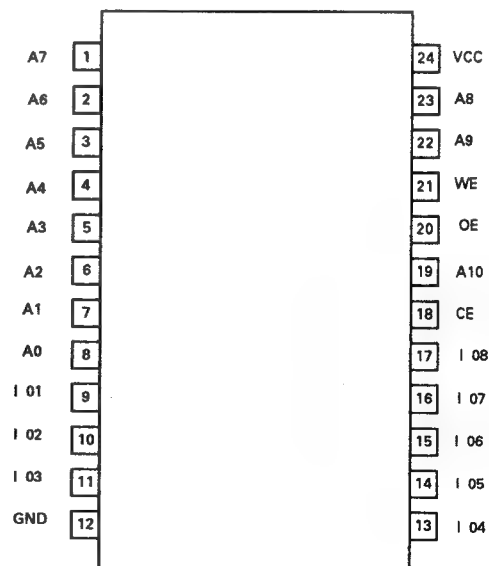 A7 1 24 VCC
A6 2 23 A8
A5 3 22 A9
A4 4 21 WE
A3 5 20 OE
A2 6 19 A10
A1 7 18 CE
A0 8 17 I 08
I 01 9 16 I 07
I 02 10 15 I 06
I 03 11 14 I 05
GND 12 13 I 04